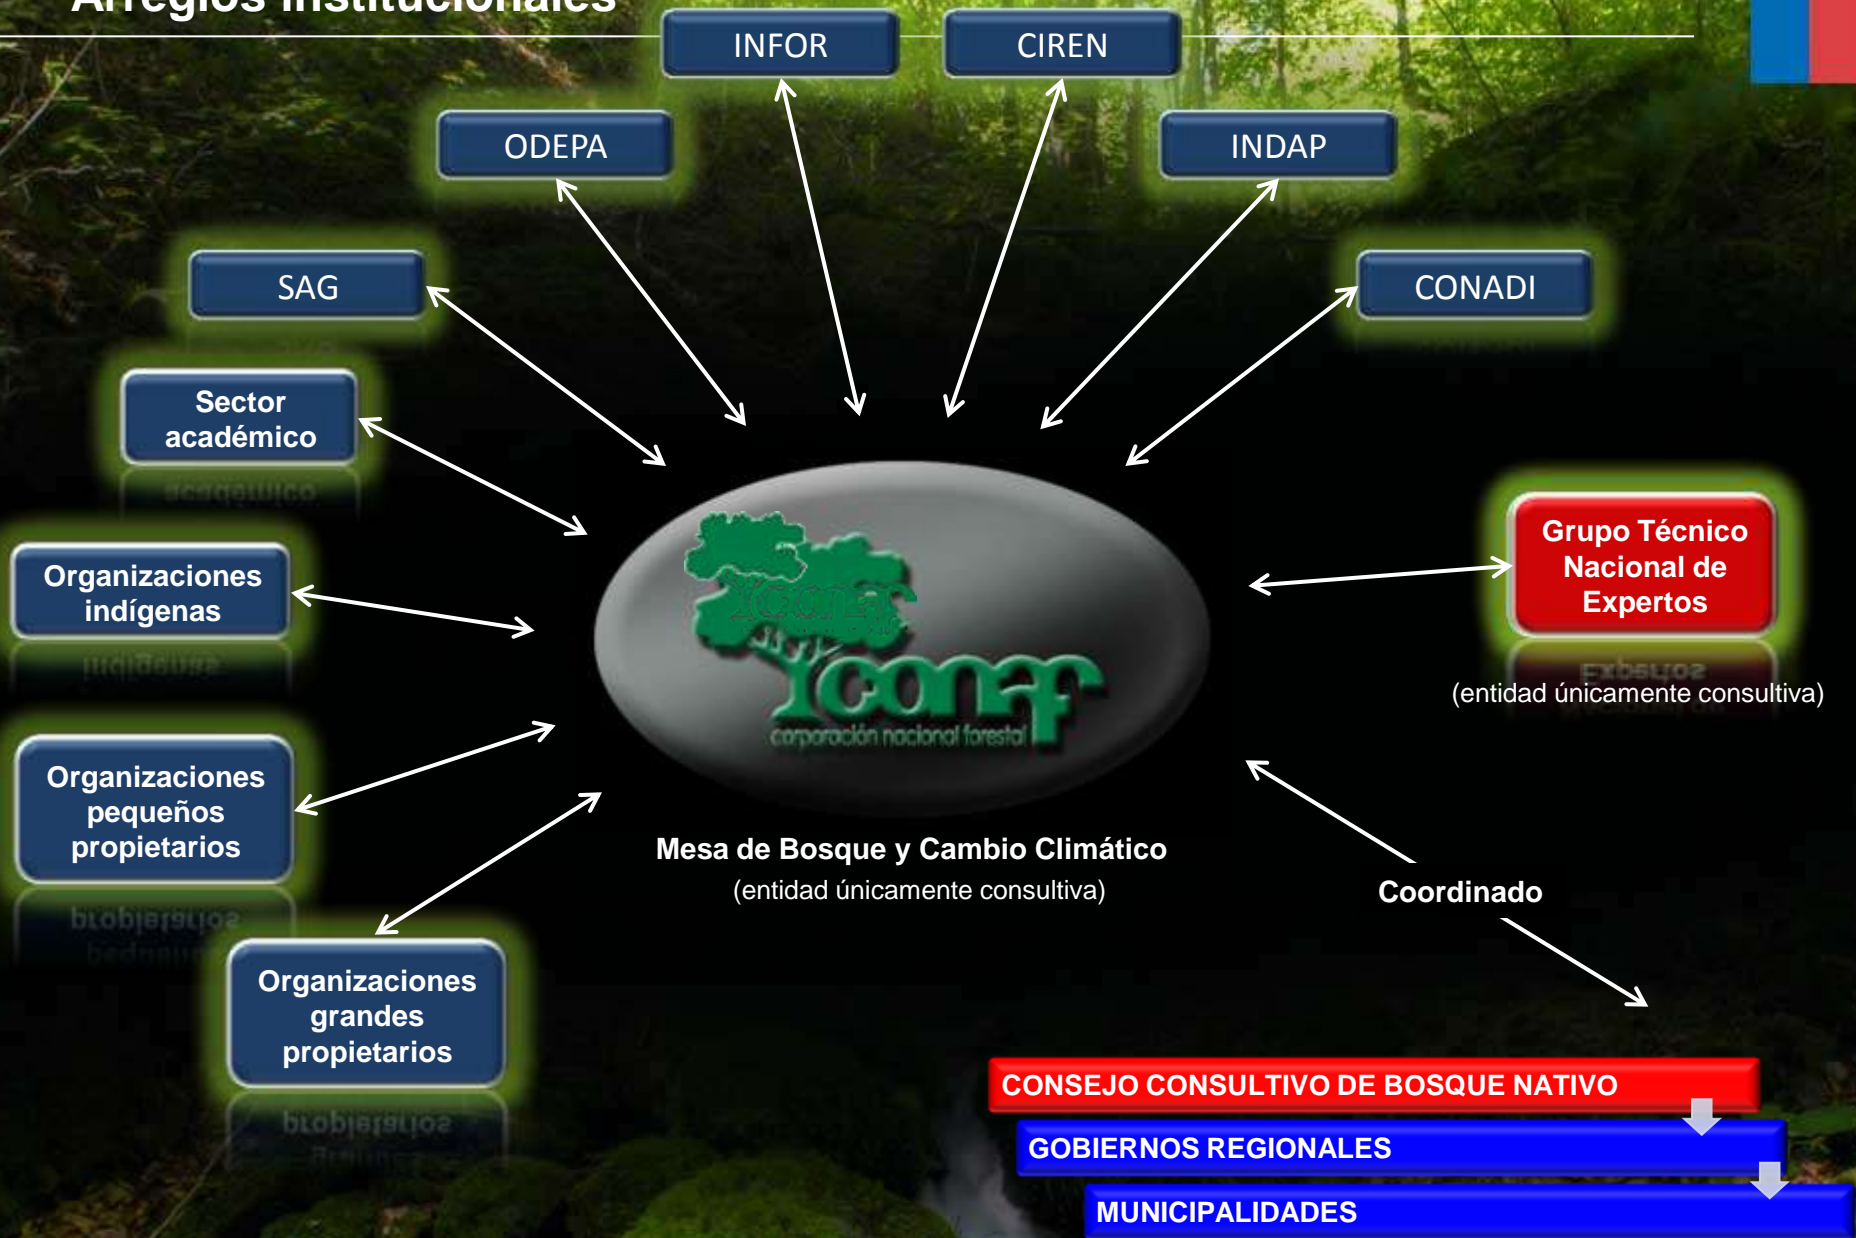 Arreglos Institucionales
INFOR
CIREN
ODEPA
INDAP
SAG
CONADI
Sector
académico
Organizaciones
indígenas
Grupo Técnico
Nacional de
Expertos
(entidad únicamente consultiva)
conaf
corporación nacional forestal
Organizaciones
pequeños
propietarios
Mesa de Bosque y Cambio Climático
(entidad únicamente consultiva)
Coordinado
Organizaciones
grandes
propietarios
CONSEJO CONSULTIVO DE BOSQUE NATIVO
GOBIERNOS REGIONALES
MUNICIPALIDADES